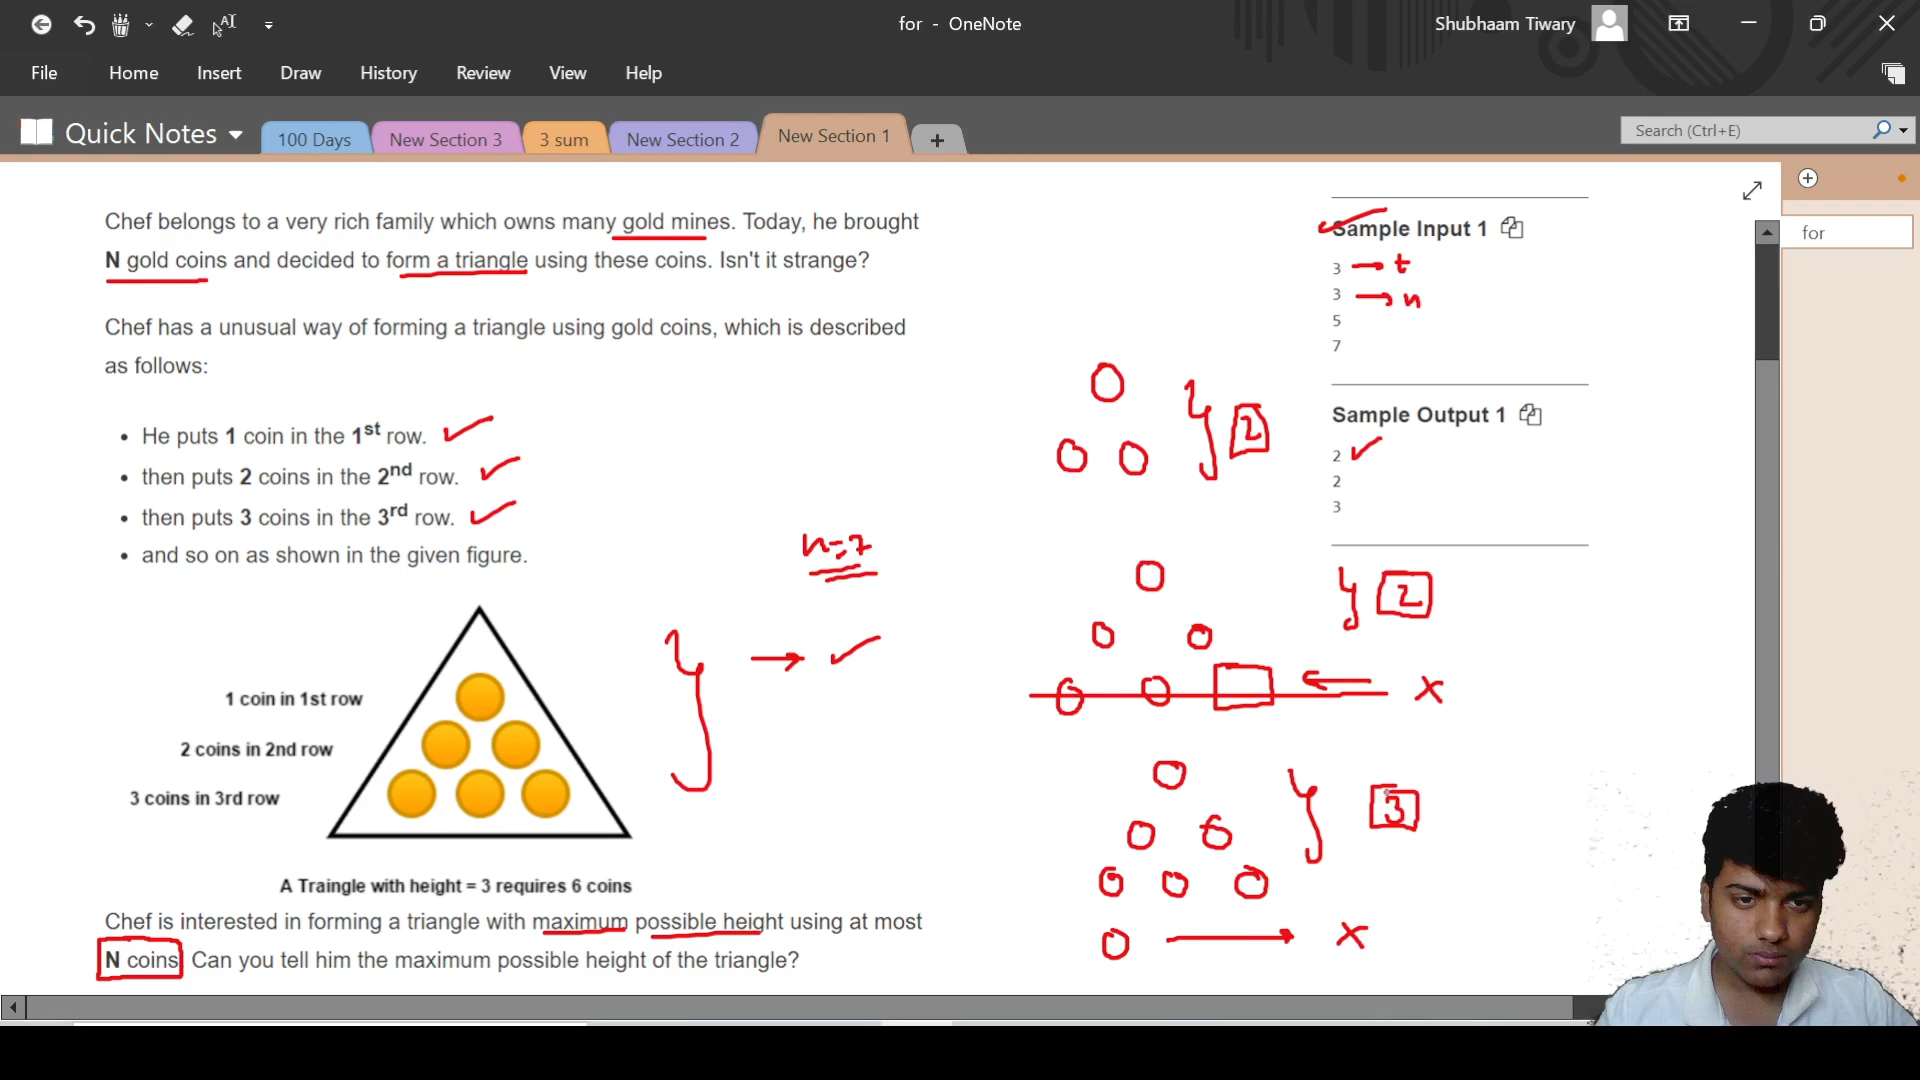 for - OneNote
Shubhaam Tiwary
File Home Insert Draw History Review View Help
Quick Notes
100 Days
New Section 3
3 sum
New Section 2
New Section 1
Search (Ctrl+E)
for
Chef belongs to a very rich family which owns many gold mines. Today, he brought
N gold coins and decided to form a triangle using these coins. Isn't it strange?
Chef has a unusual way of forming a triangle using gold coins, which is described
as follows:
• He puts 1 coin in the 1st row.
• then puts 2 coins in the 2nd row.
• then puts 3 coins in the 3rd row.
• and so on as shown in the given figure.
n=7
1 coin in 1st row
2 coins in 2nd row
3 coins in 3rd row
A Traingle with height = 3 requires 6 coins
Chef is interested in forming a triangle with maximum possible height using at most
N coins. Can you tell him the maximum possible height of the triangle?
Sample Input 1
3 → t
3 → n
5
7
Sample Output 1
2
2
3
2
2
x
3
x